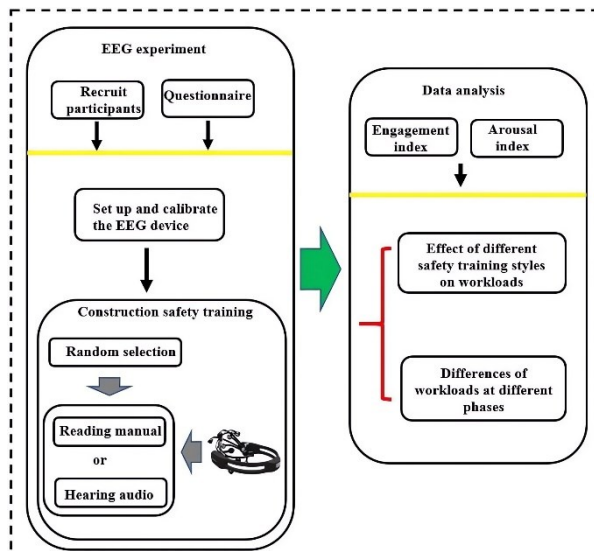 EEG experiment
Recruit
participants
Questionnaire
Set up and calibrate
the EEG device
Construction safety training
Random selection
Reading manual
or
Hearing audio
Data analysis
Engagement
index
Arousal
index
Effect of different
safety training styles
on workloads
Differences of
workloads at different
phases